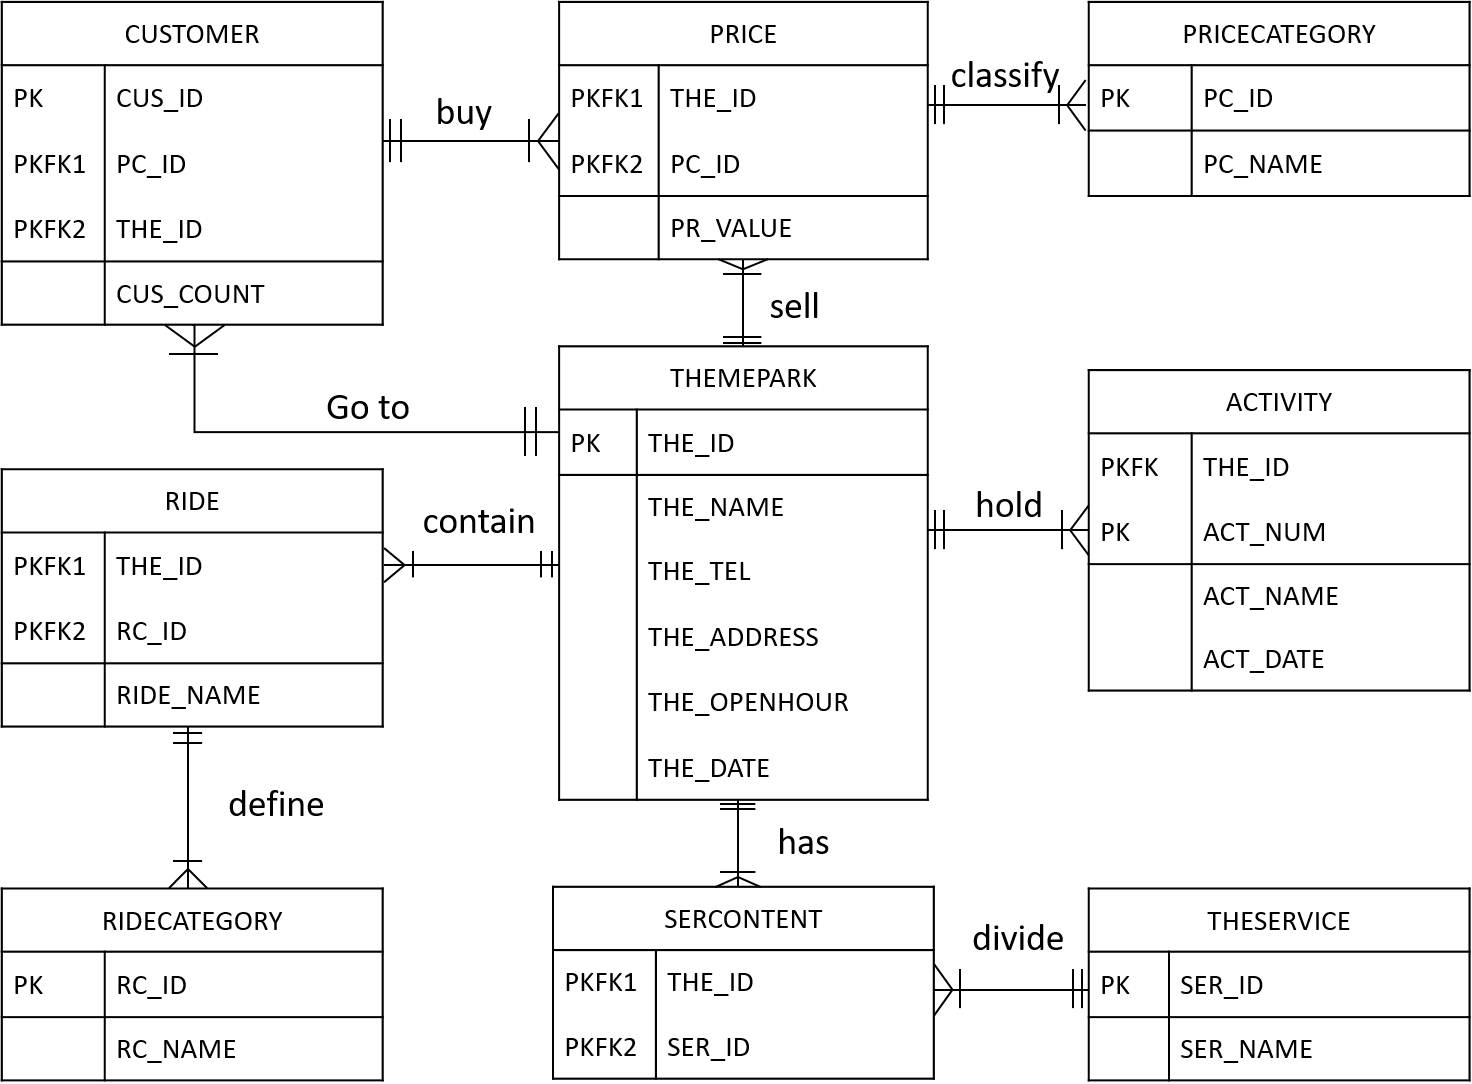 CUSTOMER
PK CUS_ID
PKFK1 PC_ID
PKFK2 THE_ID
CUS_COUNT
buy
PRICE
PKFK1 THE_ID
PKFK2 PC_ID
PR_VALUE
classify
PRICECATEGORY
PK PC_ID
PC_NAME
sell
Go to
THEMEPARK
PK THE_ID
THE_NAME
THE_TEL
THE_ADDRESS
THE_OPENHOUR
THE_DATE
hold
ACTIVITY
PKFK THE_ID
PK ACT_NUM
ACT_NAME
ACT_DATE
contain
RIDE
PKFK1 THE_ID
PKFK2 RC_ID
RIDE_NAME
define
RIDECATEGORY
PK RC_ID
RC_NAME
has
SERCONTENT
PKFK1 THE_ID
PKFK2 SER_ID
divide
THESERVICE
PK SER_ID
SER_NAME